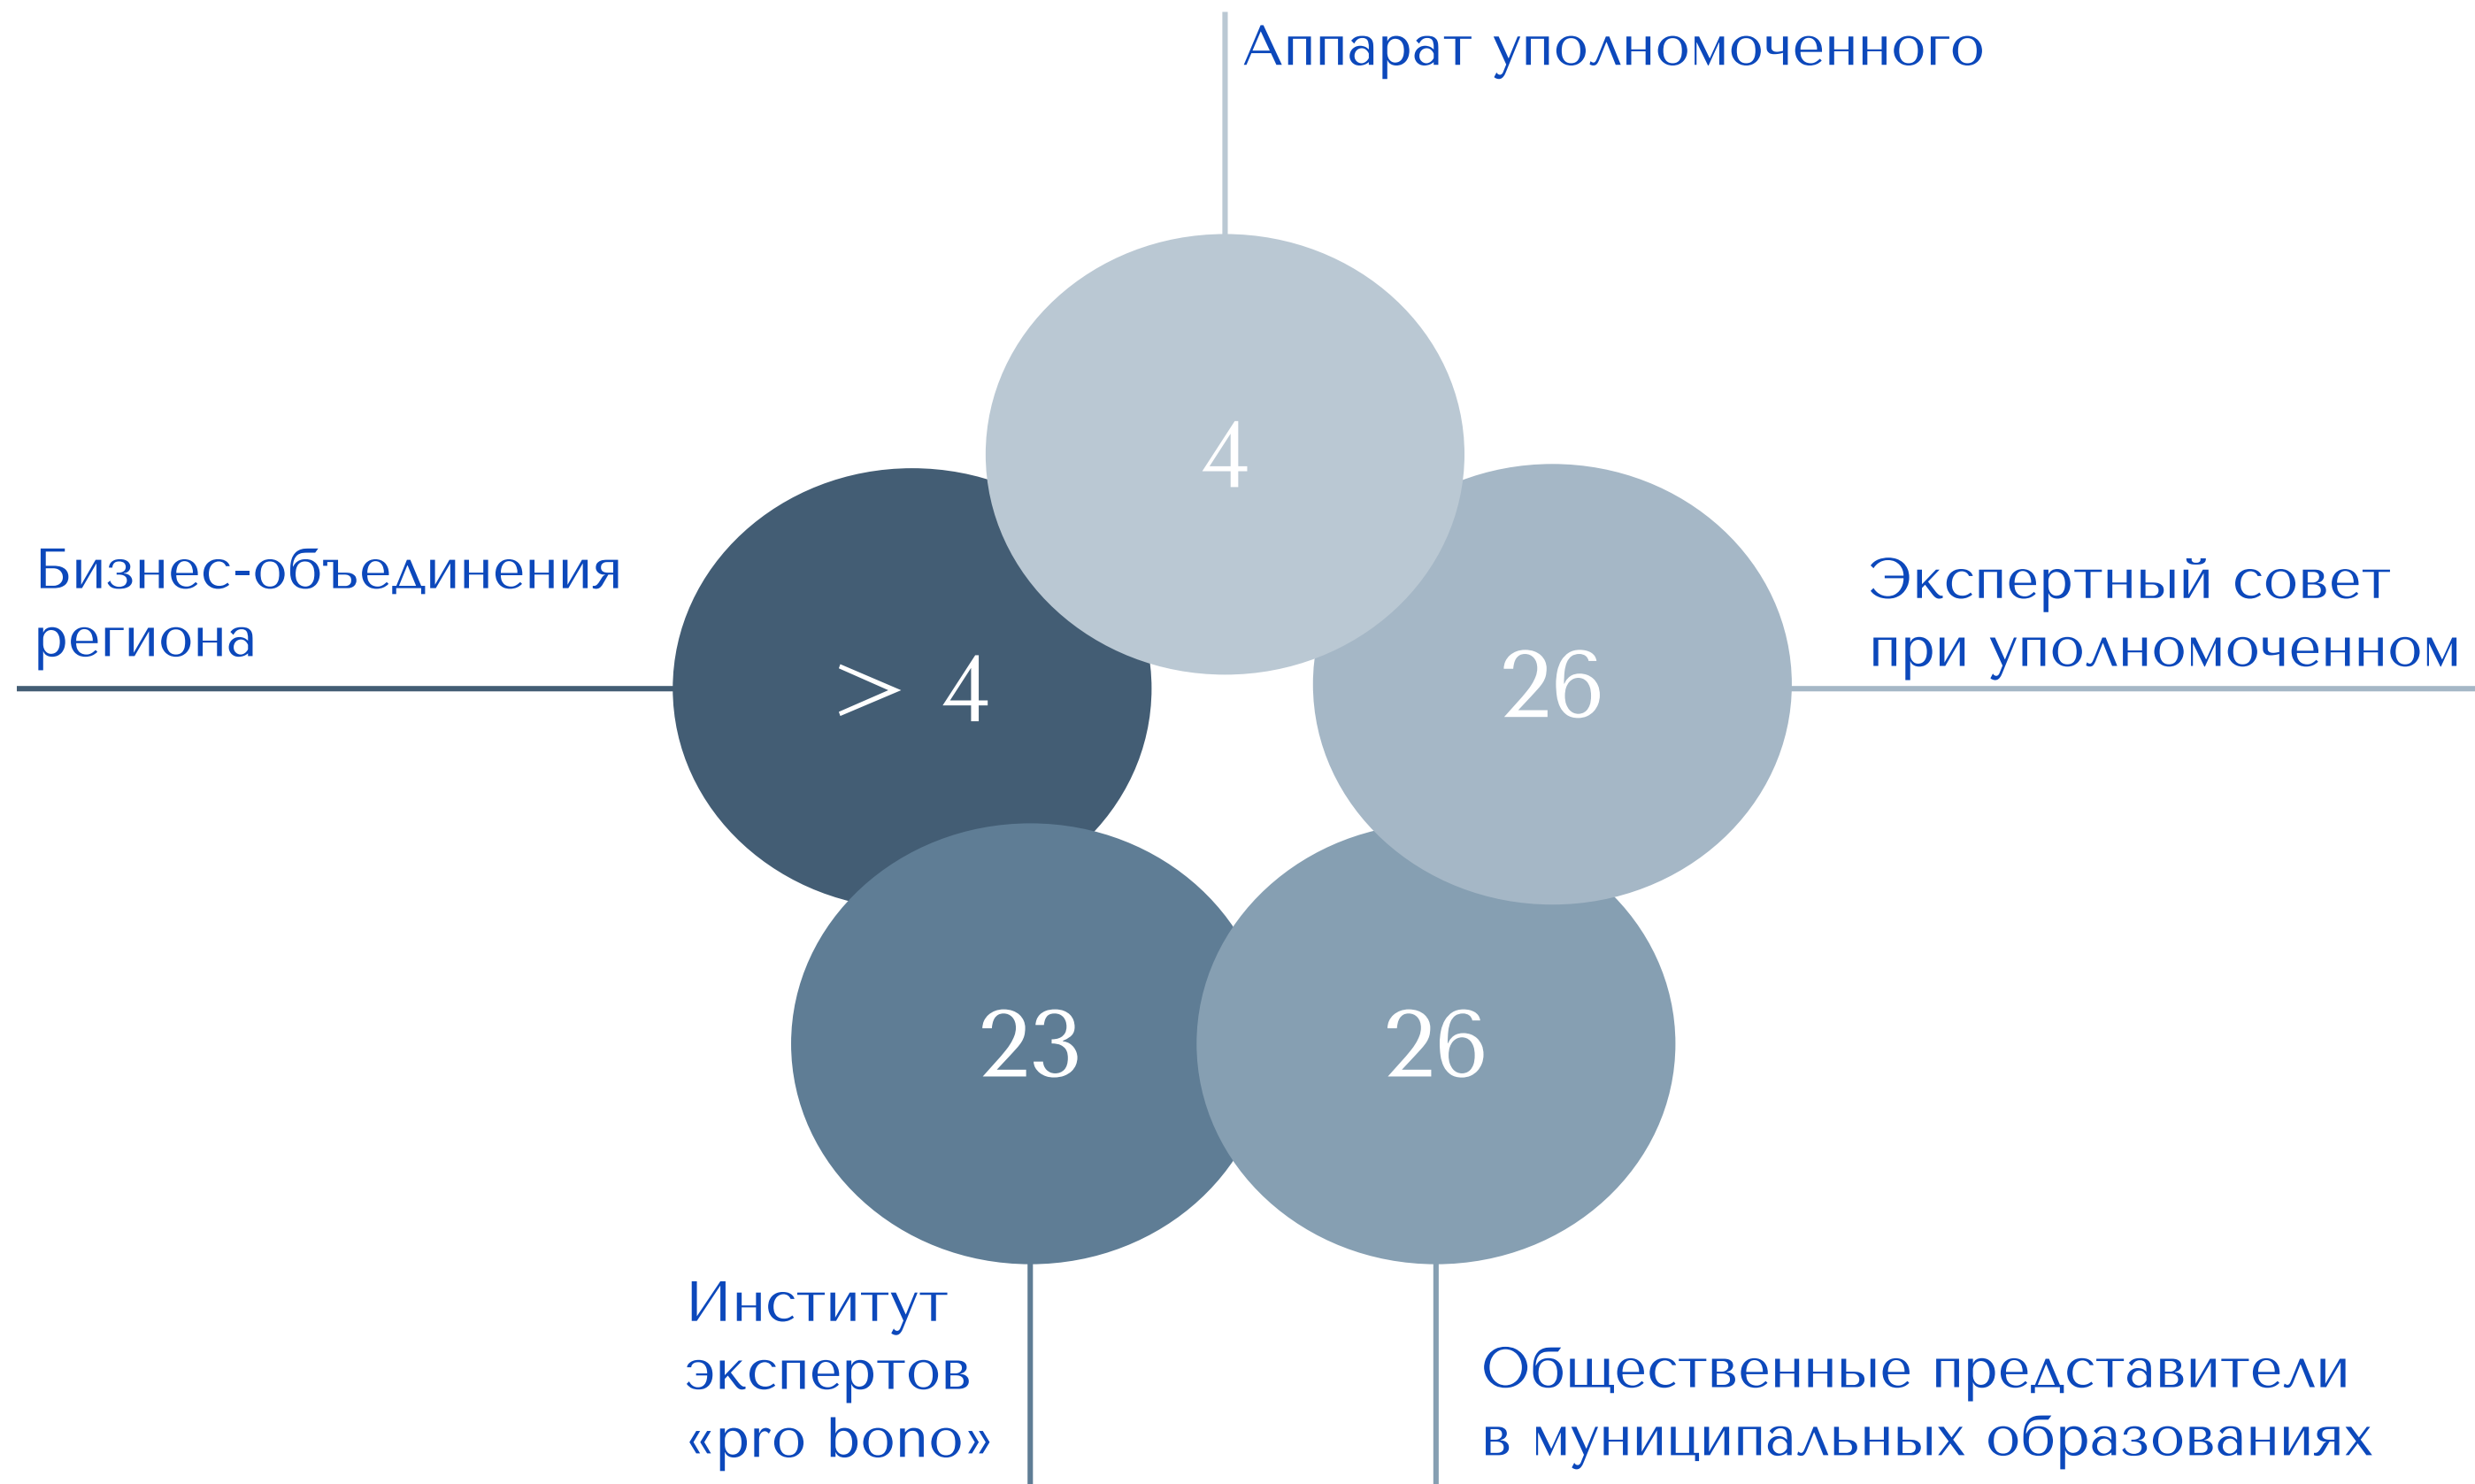 Аппарат уполномоченного
4
Бизнес-объединения
региона
> 4
26
Экспертный совет
при уполномоченном
23
26
Институт
экспертов
«pro bono»
Общественные представители
в муниципальных образованиях